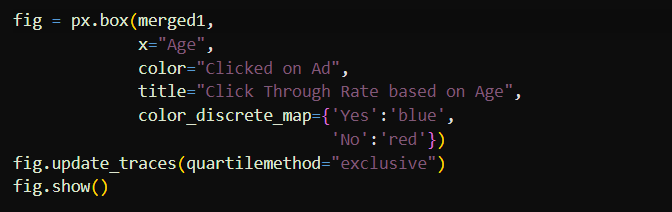 fig = px.box(merged1,
             x="Age",
             color="Clicked on Ad",
             title="Click Through Rate based on Age",
             color_discrete_map={'Yes':'blue',
                                 'No':'red'})
fig.update_traces(quartilemethod="exclusive")
fig.show()